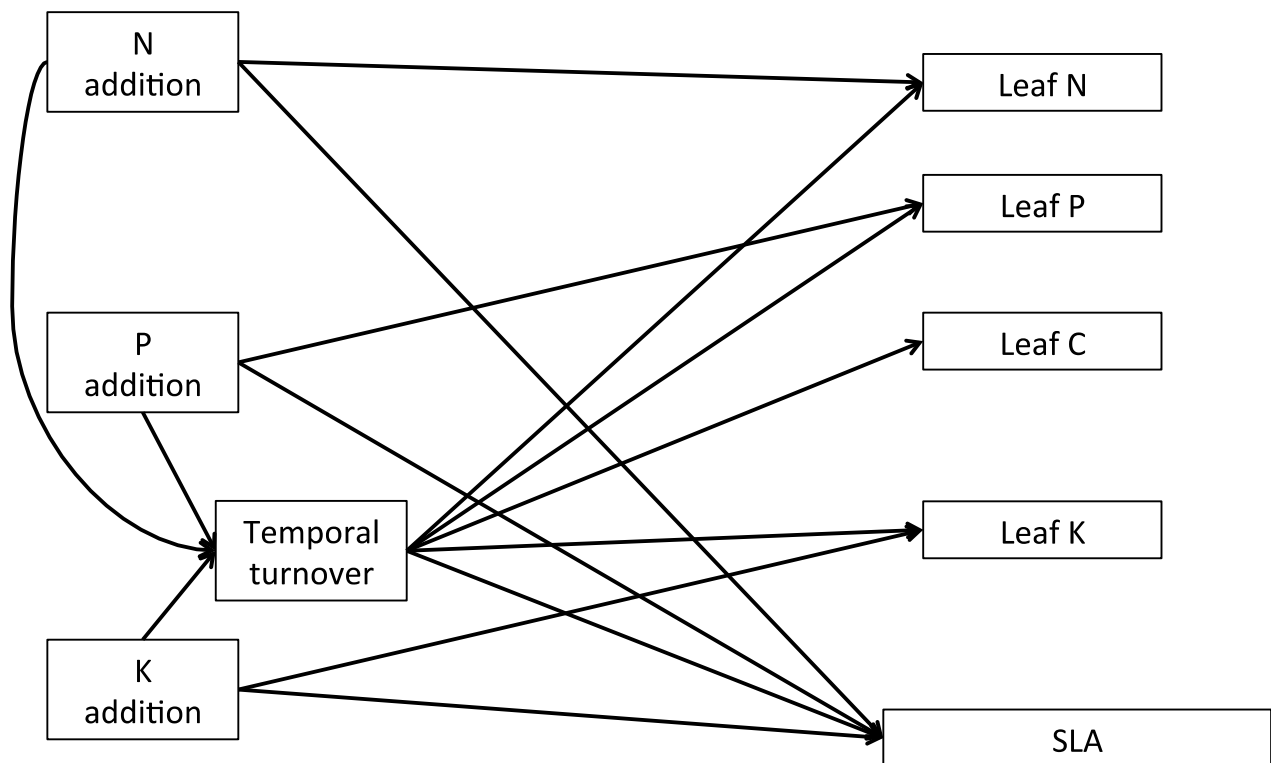 N
addition
Leaf N
Leaf P
P
addition
Leaf C
Temporal
turnover
Leaf K
K
addition
SLA